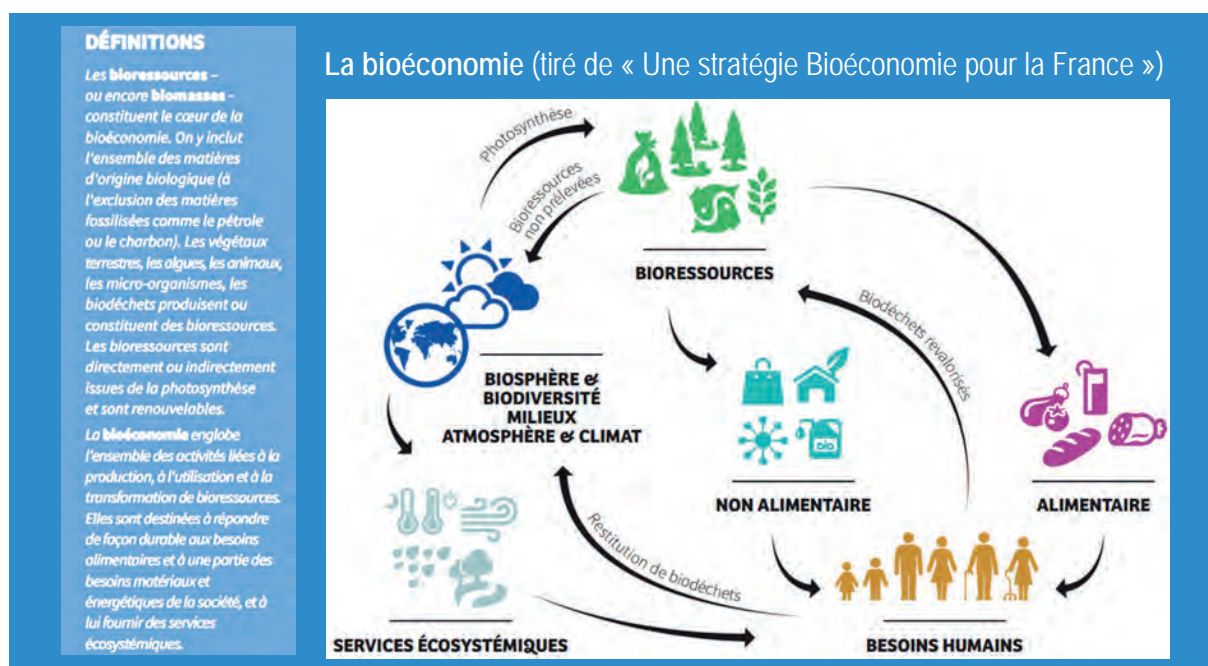 DÉFINITIONS
Les bioressources –
ou encore biomasses –
constituent le cœur de la
bioéconomie. On y inclut
l'ensemble des matières
d'origine biologique (à
l'exclusion des matières
fossilisées comme le pétrole
ou le charbon). Les végétaux
terrestres, les algues, les animaux,
les micro-organismes, les
biodéchets produisent ou
constituent des bioressources.
Les bioressources sont
directement ou indirectement
issues de la photosynthèse
et sont renouvelables.
La bioéconomie englobe
l'ensemble des activités liées à la
production, à l'utilisation et à la
transformation de bioressources.
Elles sont destinées à répondre
de façon durable aux besoins
alimentaires et à une partie des
besoins matériaux et
énergétiques de la société, et à
lui fournir des services
écosystémiques.
La bioéconomie (tiré de « Une stratégie Bioéconomie pour la France »)
Photosynthèse
Bioressources
non prélevées
BIORESSOURCES
Biodéchets revalorisés
BIOSPHÈRE &
BIODIVERSITÉ
MILIEUX
ATMOSPHÈRE & CLIMAT
bio
NON ALIMENTAIRE
ALIMENTAIRE
Restitution de biodéchets
SERVICES ÉCOSYSTÉMIQUES
BESOINS HUMAINS